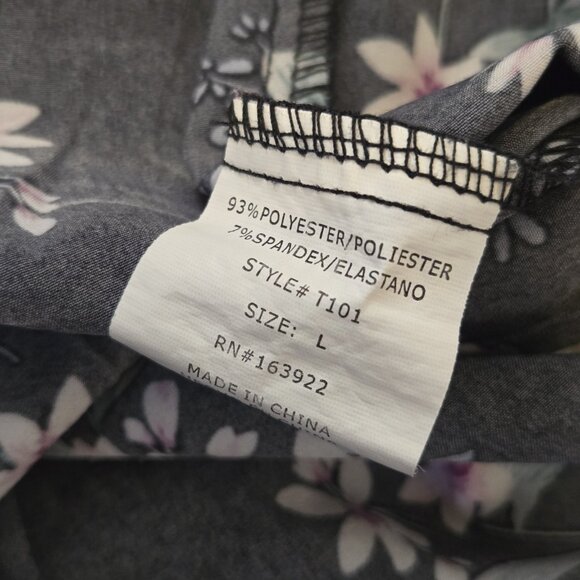 93%POLYESTER/POLIESTER
7%SPANDEX/ELASTANO
STYLE# T101
SIZE: L
RN#163922
MADE IN CHINA